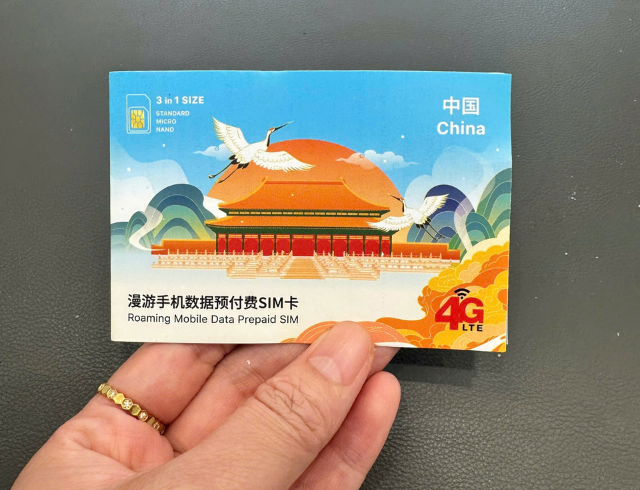 3 in 1 SIZE
STANDARD
MICRO
NANO
中国
China
漫游手机数据预付费SIM卡
Roaming Mobile Data Prepaid SIM
4G
LTE